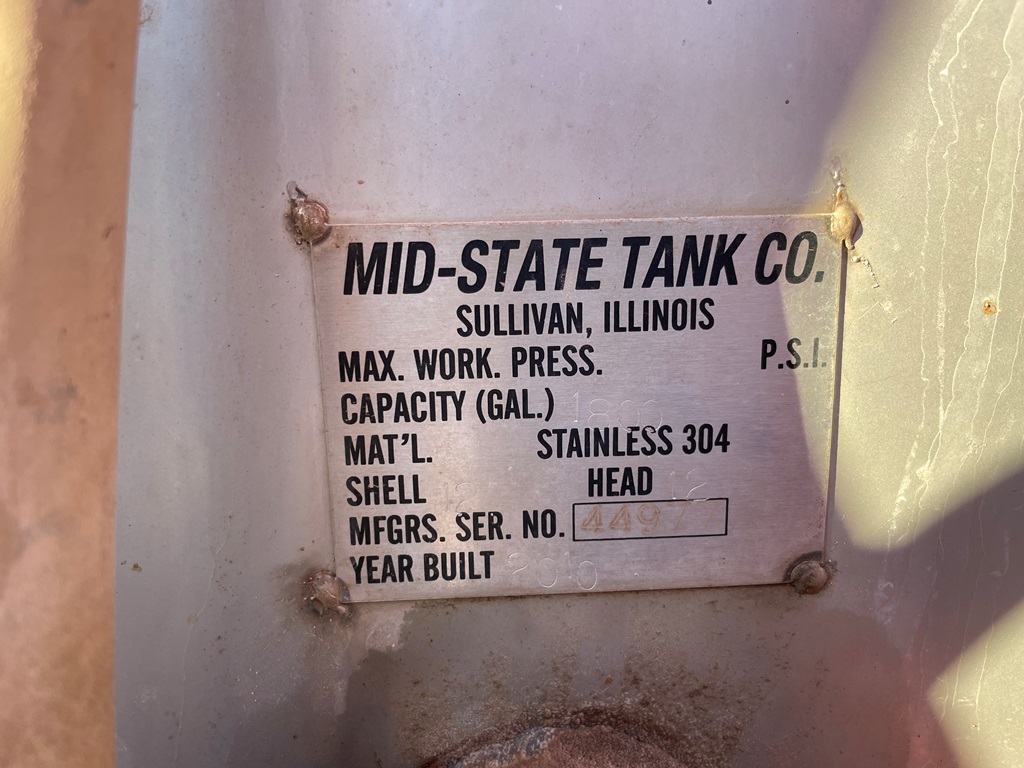 MID-STATE TANK CO.
SULLIVAN, ILLINOIS
MAX. WORK. PRESS. P.S.I.
CAPACITY (GAL.)
MAT'L. STAINLESS 304
SHELL HEAD
MFGRS. SER. NO. 4497
YEAR BUILT 2010